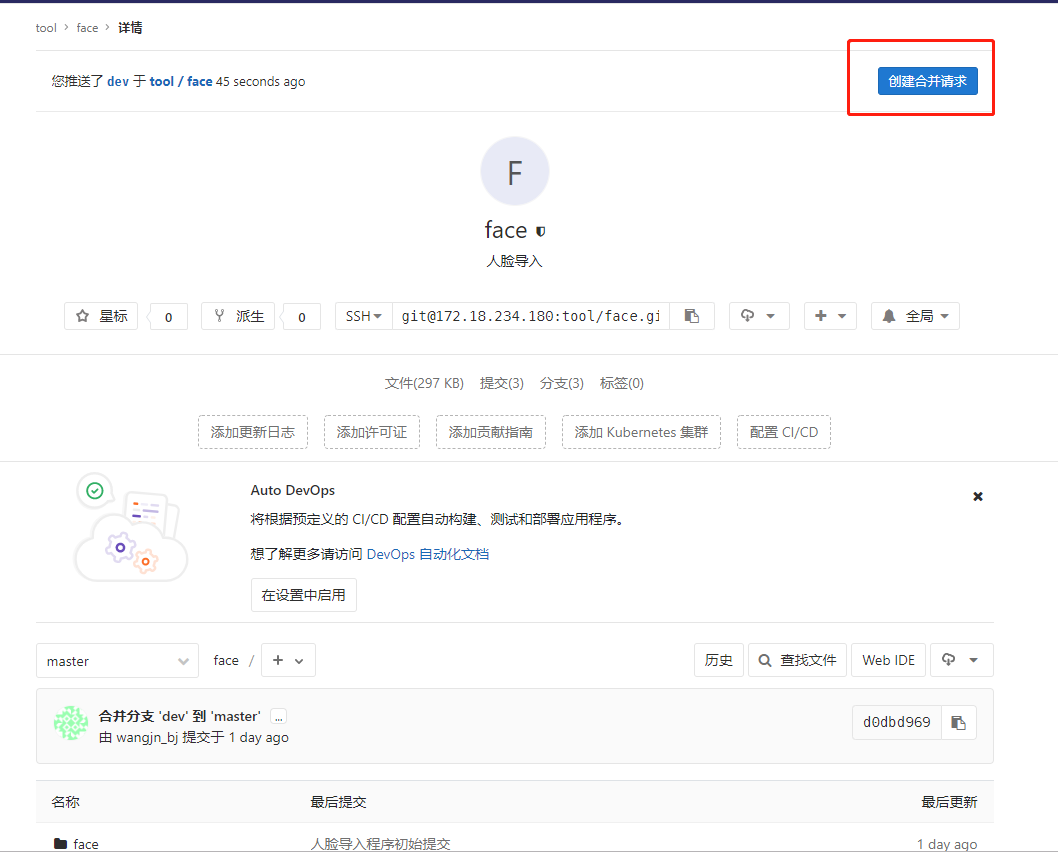 tool > face > 详情
您推送了 dev 于 tool / face 45 seconds ago 创建合并请求
F
face
人脸导入
星标 0 派生 0 SSH git@172.18.234.180:tool/face.gi 全局
文件(297 KB) 提交(3) 分支(3) 标签(0)
添加更新日志 添加许可证 添加贡献指南 添加 Kubernetes 集群 配置 CI/CD
Auto DevOps
将根据预定义的 CI/CD 配置自动构建、测试和部署应用程序。
想了解更多请访问 DevOps 自动化文档
在设置中启用
master face / + 历史 查找文件 Web IDE
合并分支 'dev' 到 'master' ...
由 wangjn_bj 提交于 1 day ago d0dbd969
名称 最后提交 最后更新
face 人脸导入程序初始提交 1 day ago